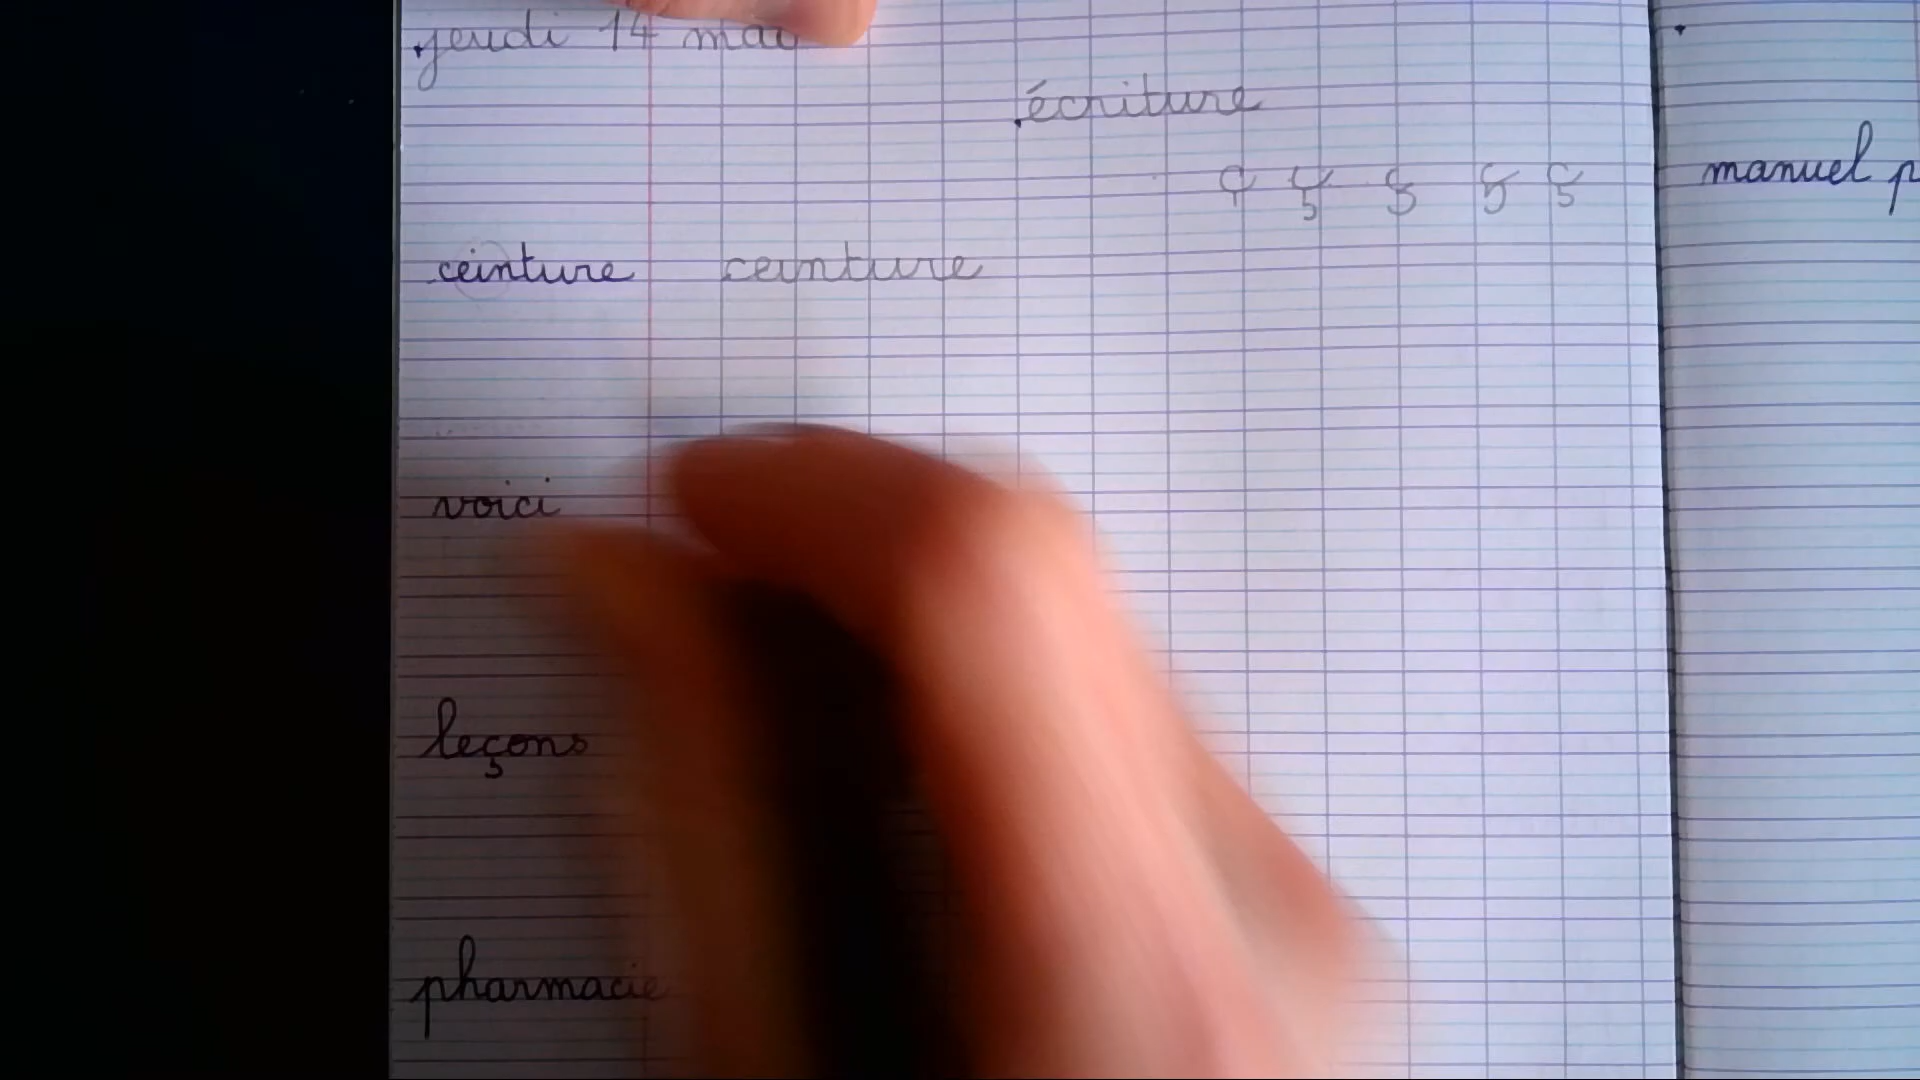 jeudi 14 mai
écriture
ç ç ç ç ç
ceinture ceinture
voici
leçons
pharmacie
manuel